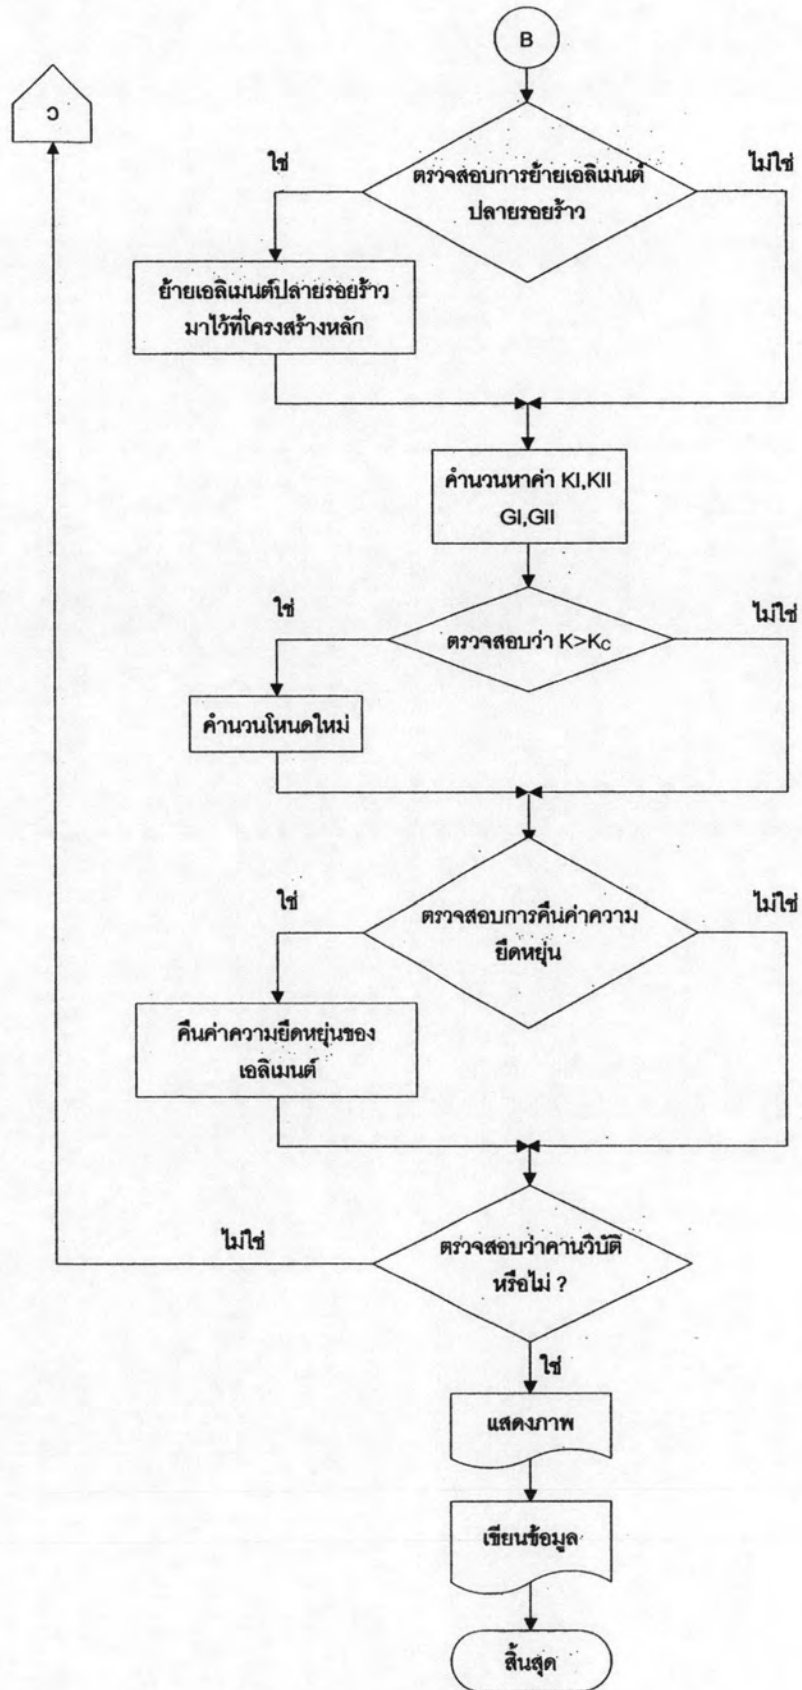 B
ว
ตรวจสอบการย้ายเอลิเมนต์
ปลายรอยร้าว
ใช่
ไม่ใช่
ย้ายเอลิเมนต์ปลายรอยร้าว
มาไว้ที่โครงสร้างหลัก
คำนวนหาค่า KI,KII
GI,GII
ใช่
ไม่ใช่
ตรวจสอบว่า K>Kc
คำนวนโหนดใหม่
ใช่
ไม่ใช่
ตรวจสอบการคืนค่าความ
ยืดหยุ่น
คืนค่าความยืดหยุ่นของ
เอลิเมนต์
ไม่ใช่
ตรวจสอบว่าคานวิบัติ
หรือไม่ ?
ใช่
แสดงภาพ
เขียนข้อมูล
สิ้นสุด